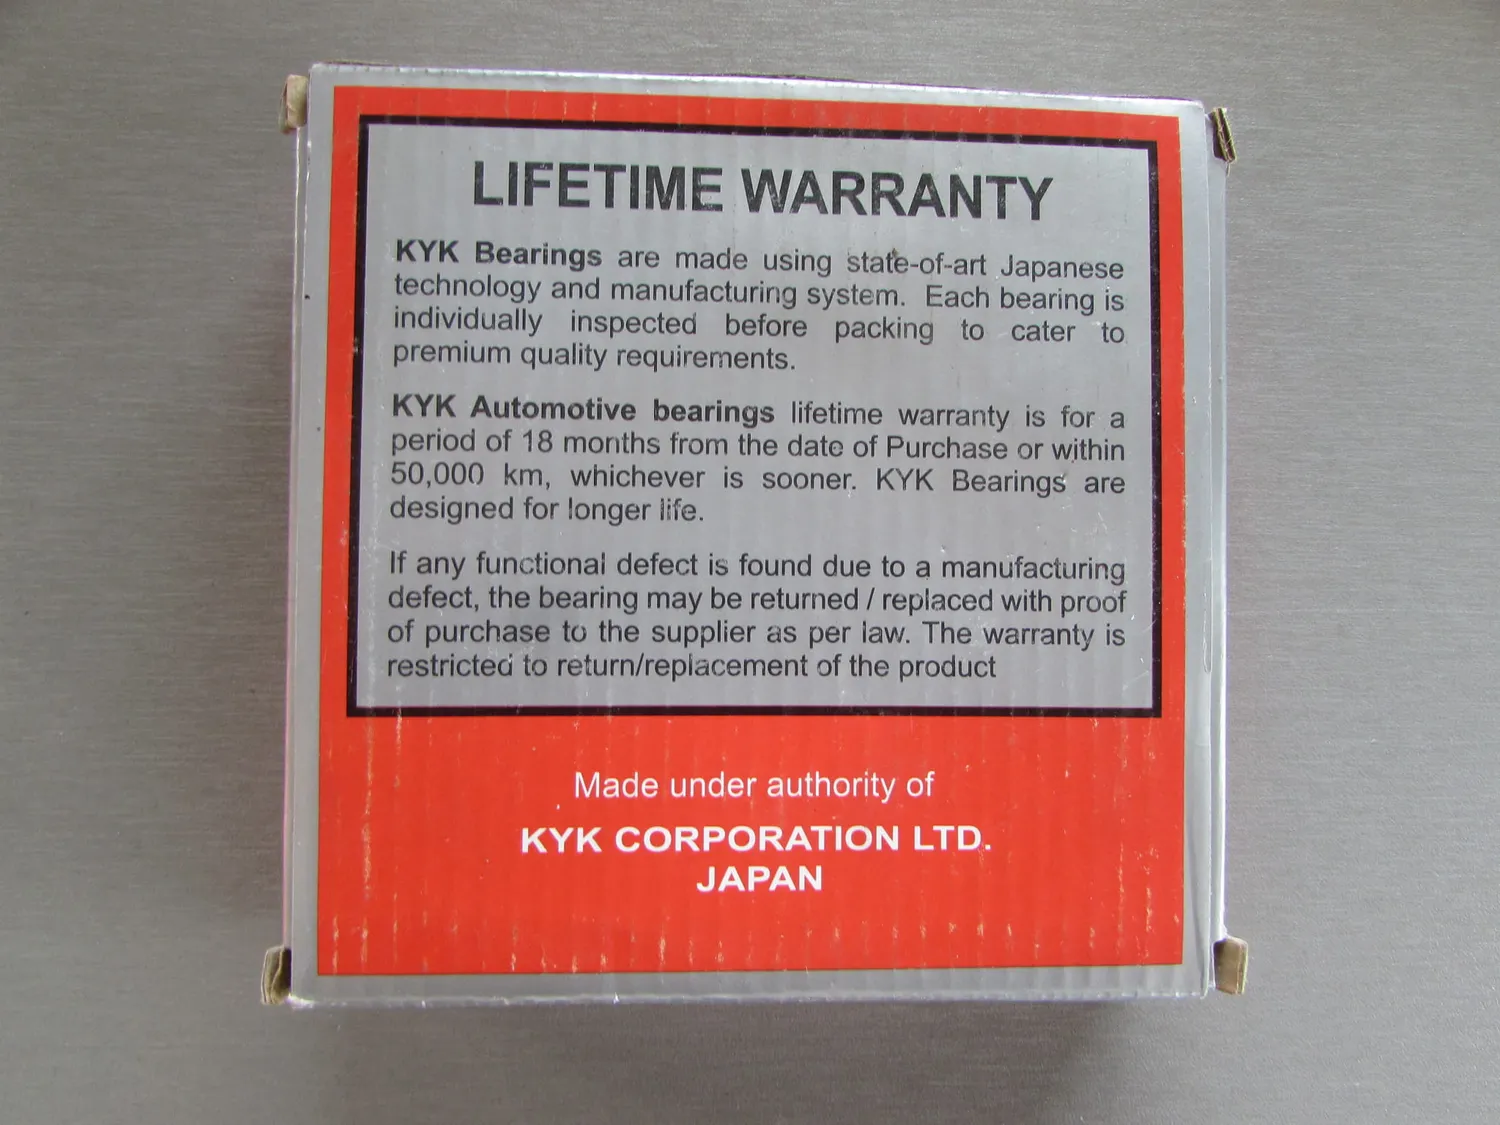 LIFETIME WARRANTY
KYK Bearings are made using state-of-art Japanese
technology and manufacturing system. Each bearing is
individually inspected before packing to cater to
premium quality requirements.
KYK Automotive bearings lifetime warranty is for a
period of 18 months from the date of Purchase or within
50,000 km, whichever is sooner. KYK Bearings are
designed for longer life.
If any functional defect is found due to a manufacturing
defect, the bearing may be returned / replaced with proof
of purchase to the supplier as per law. The warranty is
restricted to return/replacement of the product
Made under authority of
KYK CORPORATION LTD.
JAPAN